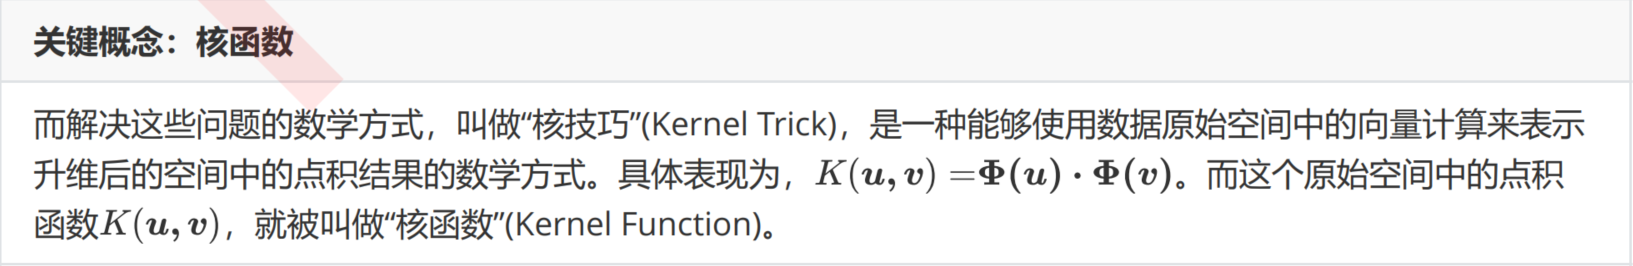 关键概念：核函数
而解决这些问题的数学方式，叫做“核技巧”(Kernel Trick)，是一种能够使用数据原始空间中的向量计算来表示
升维后的空间中的点积结果的数学方式。具体表现为，K(u, v) =Φ(u) · Φ(v)。而这个原始空间中的点积
函数K(u, v)，就被叫做“核函数”(Kernel Function)。